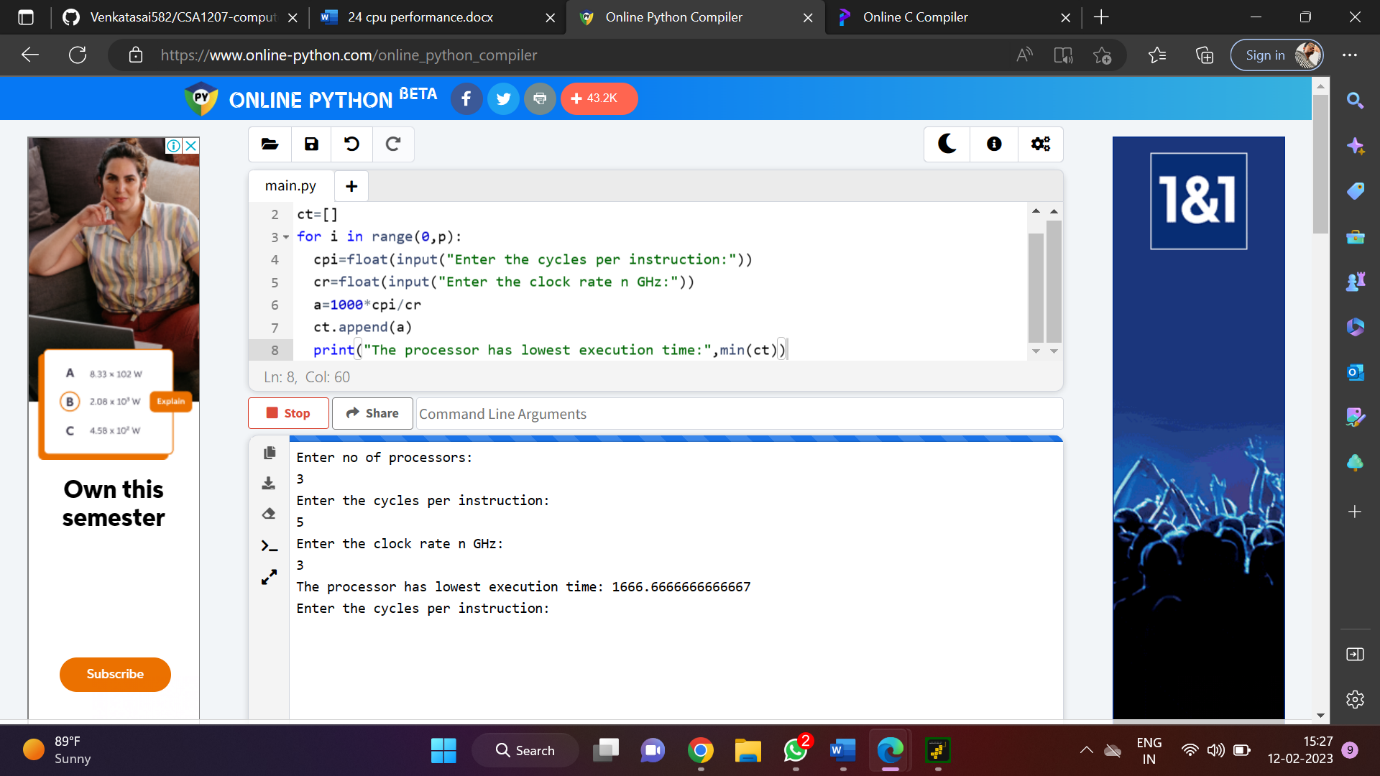 Venkatasai582/CSA1207-comput
24 cpu performance.docx
Online Python Compiler
Online C Compiler
https://www.online-python.com/online_python_compiler
Sign in
PY
ONLINE PYTHON BETA
43.2K
main.py
2 ct=[]
3 for i in range(0,p):
4 cpi=float(input("Enter the cycles per instruction:"))
5 cr=float(input("Enter the clock rate n GHz:"))
6 a=1000*cpi/cr
7 ct.append(a)
8 print("The processor has lowest execution time:",min(ct))
Ln: 8, Col: 60
Stop
Share
Command Line Arguments
Enter no of processors:
3
Enter the cycles per instruction:
5
Enter the clock rate n GHz:
3
The processor has lowest execution time: 1666.6666666666667
Enter the cycles per instruction:
A 8.33 x 102 W
B 2.08 x 10³ W
Explain
C 4.58 x 10² W
Own this
semester
Subscribe
1&1
89°F
Sunny
Search
2
ENG
IN
15:27
12-02-2023
9